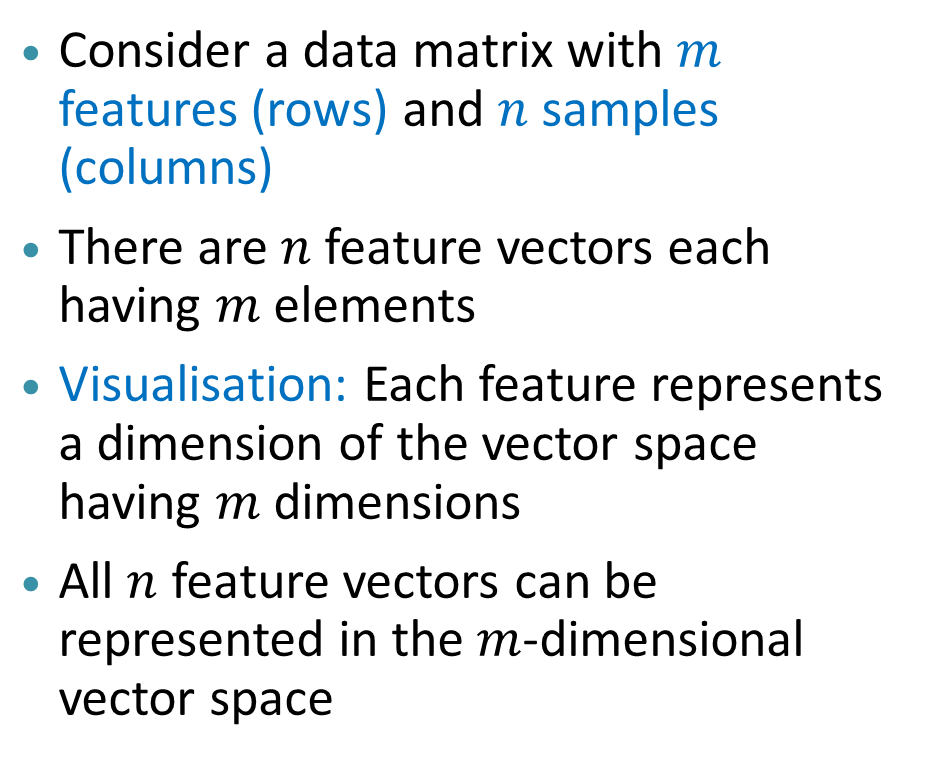 • Consider a data matrix with m
features (rows) and n samples
(columns)
• There are n feature vectors each
having m elements
• Visualisation: Each feature represents
a dimension of the vector space
having m dimensions
• All n feature vectors can be
represented in the m-dimensional
vector space